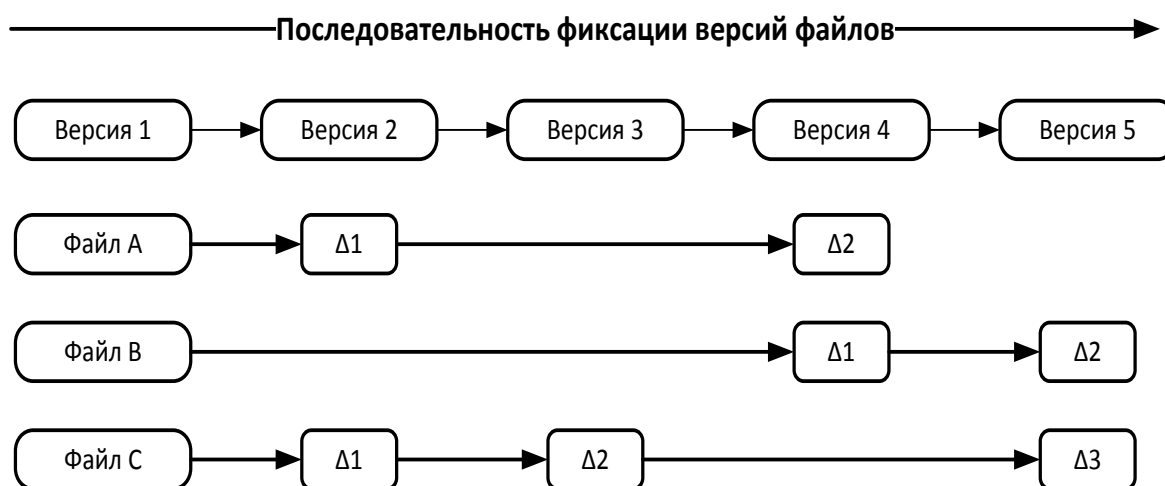 Последовательность фиксации версий файлов
Версия 1 Версия 2 Версия 3 Версия 4 Версия 5
Файл A Δ1 Δ2
Файл B Δ1 Δ2
Файл C Δ1 Δ2 Δ3